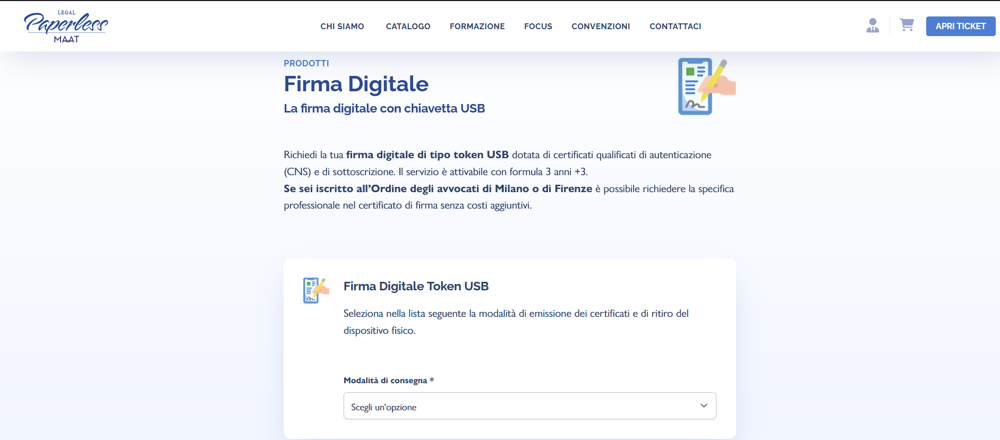 LEGAL
Paperless
MAAT
CHI SIAMO CATALOGO FORMAZIONE FOCUS CONVENZIONI CONTATTACI
APRI TICKET
PRODOTTI
Firma Digitale
La firma digitale con chiavetta USB
Richiedi la tua firma digitale di tipo token USB dotata di certificati qualificati di autenticazione
(CNS) e di sottoscrizione. Il servizio è attivabile con formula 3 anni +3.
Se sei iscritto all’Ordine degli avvocati di Milano o di Firenze è possibile richiedere la specifica
professionale nel certificato di firma senza costi aggiuntivi.
Firma Digitale Token USB
Seleziona nella lista seguente la modalità di emissione dei certificati e di ritiro del
dispositivo fisico.
Modalità di consegna *
Scegli un'opzione